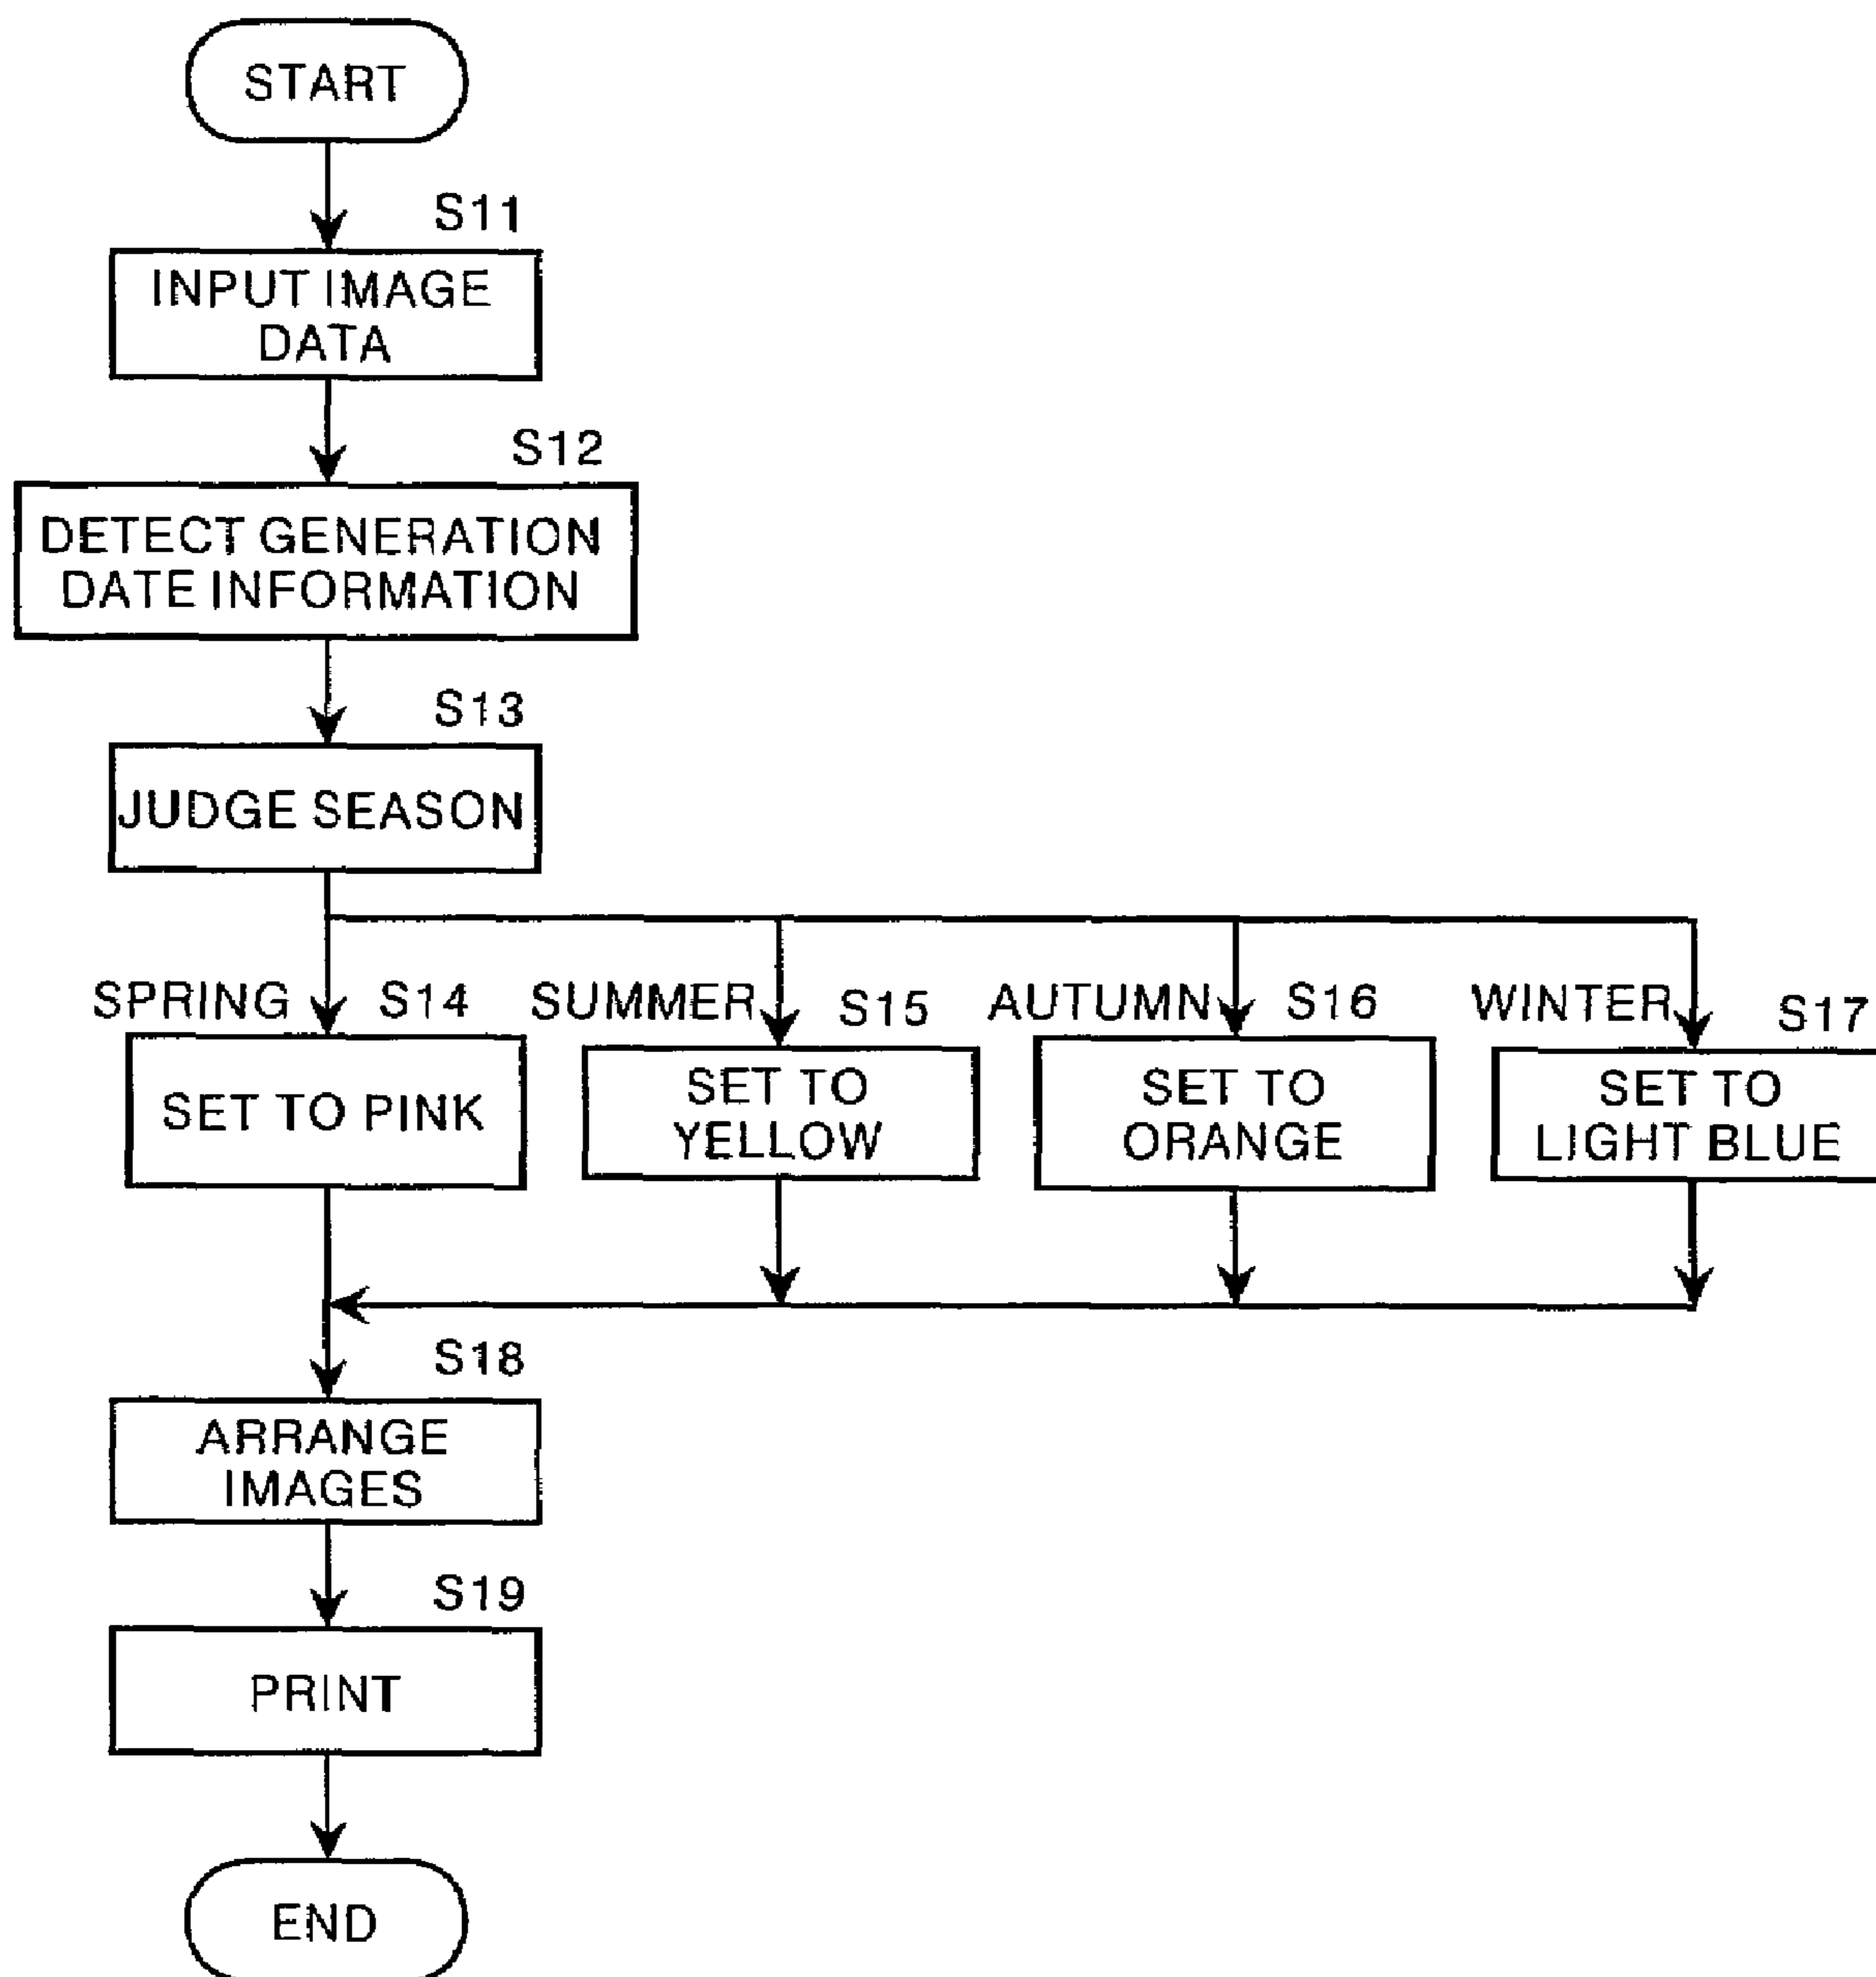 START
S11
INPUT IMAGE
DATA
S12
DETECT GENERATION
DATE INFORMATION
S13
JUDGE SEASON
SPRING S14 SUMMER S15 AUTUMN S16 WINTER S17
SET TO PINK
SET TO
YELLOW
SET TO
ORANGE
SET TO
LIGHT BLUE
S18
ARRANGE
IMAGES
S19
PRINT
END